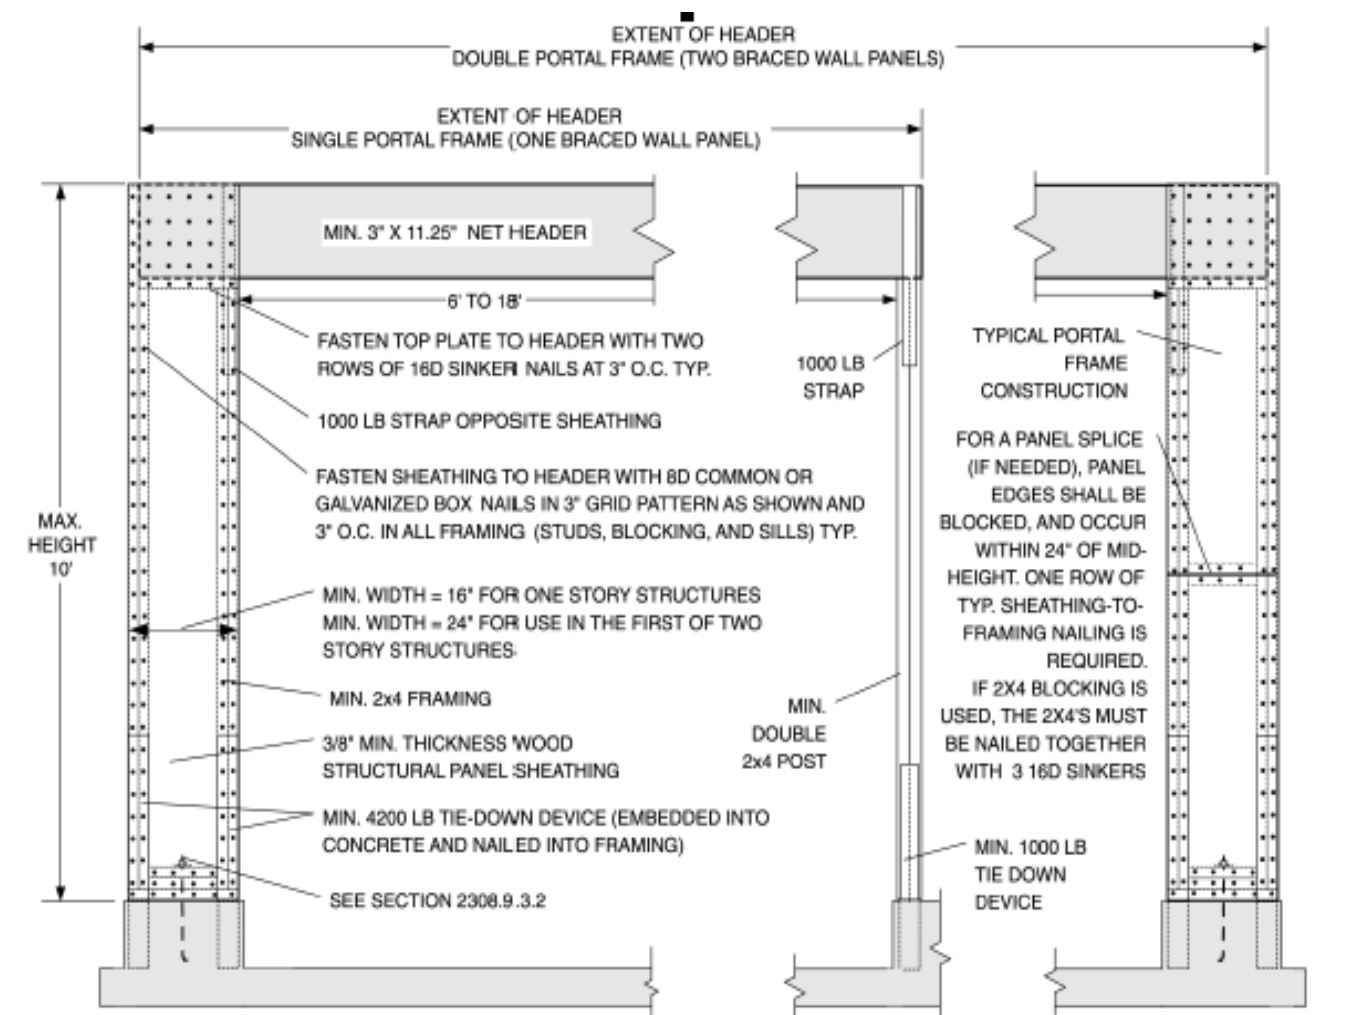 EXTENT OF HEADER
DOUBLE PORTAL FRAME (TWO BRACED WALL PANELS)
EXTENT OF HEADER
SINGLE PORTAL FRAME (ONE BRACED WALL PANEL)
MIN. 3" X 11.25" NET HEADER
6' TO 18'
FASTEN TOP PLATE TO HEADER WITH TWO
ROWS OF 16D SINKER NAILS AT 3" O.C. TYP.
1000 LB STRAP OPPOSITE SHEATHING
FASTEN SHEATHING TO HEADER WITH 8D COMMON OR
GALVANIZED BOX NAILS IN 3" GRID PATTERN AS SHOWN AND
3" O.C. IN ALL FRAMING (STUDS, BLOCKING, AND SILLS) TYP.
MAX.
HEIGHT
10'
MIN. WIDTH = 16" FOR ONE STORY STRUCTURES
MIN. WIDTH = 24" FOR USE IN THE FIRST OF TWO
STORY STRUCTURES
MIN. 2x4 FRAMING
3/8" MIN. THICKNESS WOOD
STRUCTURAL PANEL SHEATHING
MIN. 4200 LB TIE-DOWN DEVICE (EMBEDDED INTO
CONCRETE AND NAILED INTO FRAMING)
SEE SECTION 2308.9.3.2
1000 LB
STRAP
MIN.
DOUBLE
2x4 POST
MIN. 1000 LB
TIE DOWN
DEVICE
TYPICAL PORTAL
FRAME
CONSTRUCTION
FOR A PANEL SPLICE
(IF NEEDED), PANEL
EDGES SHALL BE
BLOCKED, AND OCCUR
WITHIN 24" OF MID-
HEIGHT. ONE ROW OF
TYP. SHEATHING-TO-
FRAMING NAILING IS
REQUIRED.
IF 2X4 BLOCKING IS
USED, THE 2X4'S MUST
BE NAILED TOGETHER
WITH 3 16D SINKERS